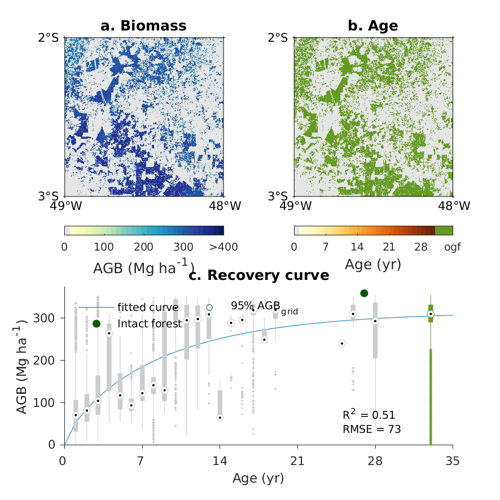 a. Biomass
b. Age
2°S
2°S
3°S
3°S
49°W
48°W
49°W
48°W
0 100 200 300 >400
0 7 14 21 28 ogf
AGB (Mg ha⁻¹)
Age (yr)
c. Recovery curve
fitted curve
95% AGB_grid
Intact forest
300
200
100
0
AGB (Mg ha⁻¹)
R² = 0.51
RMSE = 73
0 7 14 21 28 35
Age (yr)